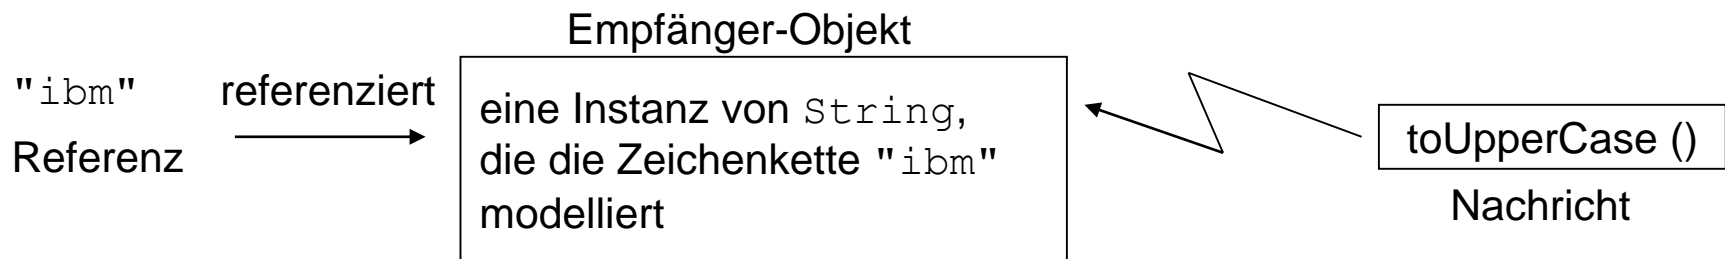 Empfänger-Objekt
"ibm"
referenziert
Referenz
eine Instanz von String,
die die Zeichenkette "ibm"
modelliert
toUpperCase ()
Nachricht